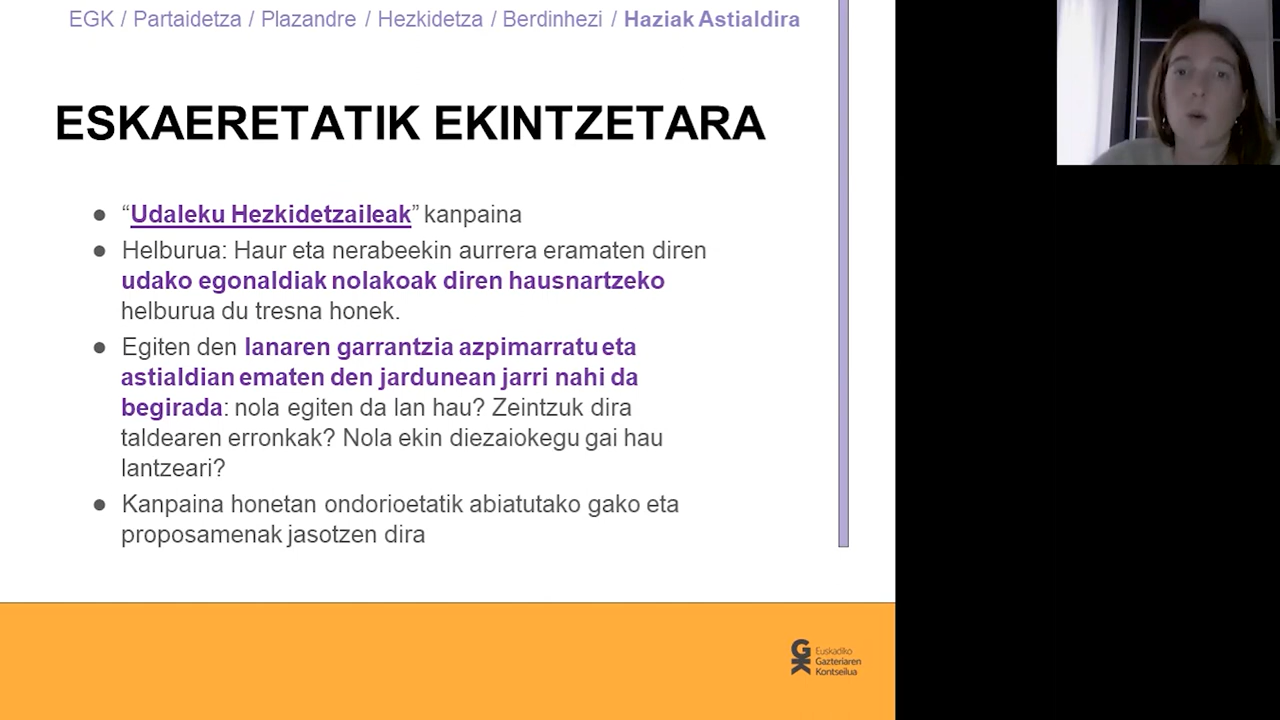 EGK / Partaidetza / Plazandre / Hezkidetza / Berdinhezi / Haziak Astialdira
ESKAERETATIK EKINTZETARA
● “Udaleku Hezkidetzaileak” kanpaina
● Helburua: Haur eta nerabeekin aurrera eramaten diren
udako egonaldiak nolakoak diren hausnartzeko
helburua du tresna honek.
● Egiten den lanaren garrantzia azpimarratu eta
astialdian ematen den jardunean jarri nahi da
begirada: nola egiten da lan hau? Zeintzuk dira
taldearen erronkak? Nola ekin diezaiokegu gai hau
lantzeari?
● Kanpaina honetan ondorioetatik abiatutako gako eta
proposamenak jasotzen dira
GK
Euskadiko
Gazteriaren
Kontseilua